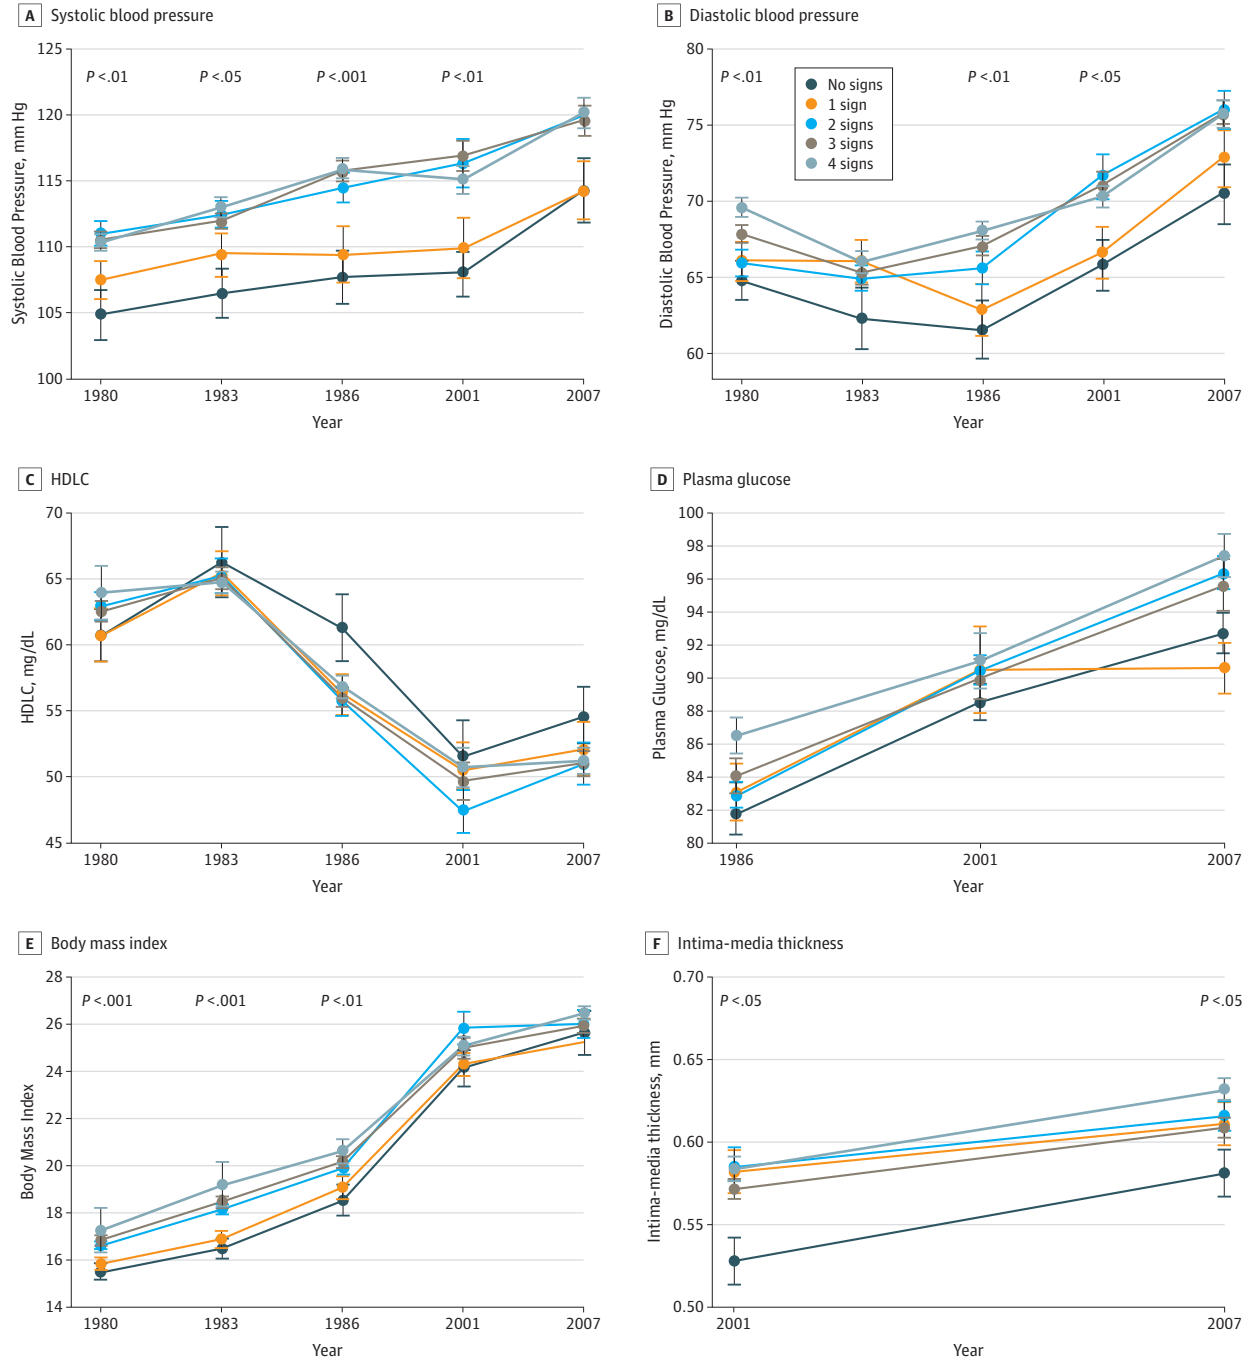 A Systolic blood pressure
125
120
115
110
105
100
Systolic Blood Pressure, mm Hg
P <.01 P <.05 P <.001 P <.01
1980 1983 1986 2001 2007
Year
B Diastolic blood pressure
80
75
70
65
60
Diastolic Blood Pressure, mm Hg
P <.01 P <.01 P <.05
No signs
1 sign
2 signs
3 signs
4 signs
1980 1983 1986 2001 2007
Year
C HDLC
70
65
60
55
50
45
HDLC, mg/dL
1980 1983 1986 2001 2007
Year
D Plasma glucose
100
98
96
94
92
90
88
86
84
82
80
Plasma Glucose, mg/dL
1986 2001 2007
Year
E Body mass index
28
26
24
22
20
18
16
14
Body Mass Index
P <.001 P <.001 P <.01
1980 1983 1986 2001 2007
Year
F Intima-media thickness
0.70
0.65
0.60
0.55
0.50
Intima-media thickness, mm
P <.05 P <.05
2001 2007
Year